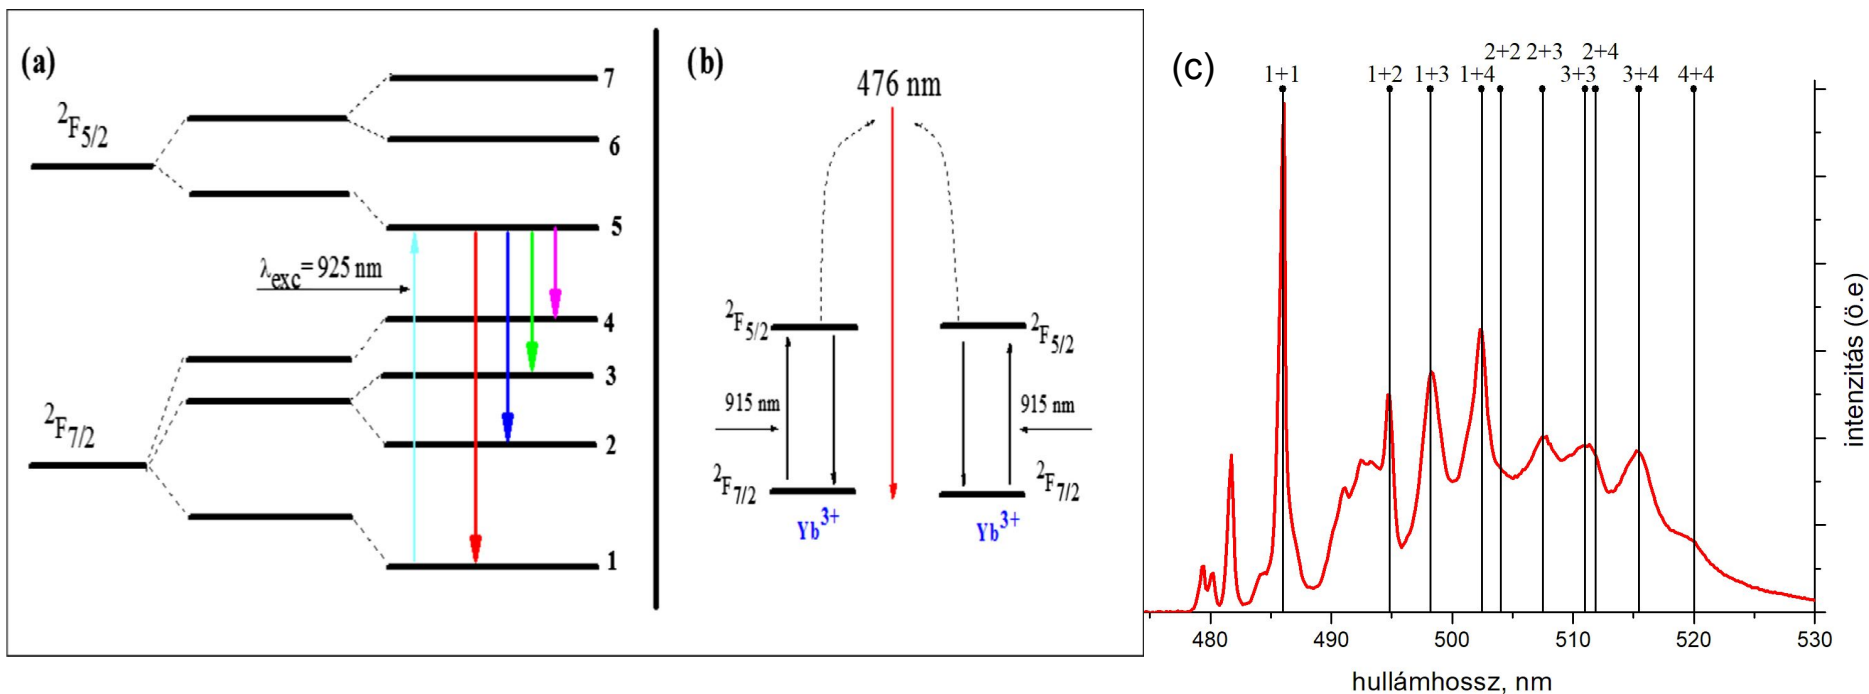 (a)
7
²F₅/₂
6
5
λexc= 925 nm
4
3
²F₇/₂
2
1
(b)
476 nm
²F₅/₂
²F₅/₂
915 nm
915 nm
²F₇/₂
²F₇/₂
Yb³⁺
Yb³⁺
(c)
2+2 2+3 2+4
1+1 1+2 1+3 1+4 3+3 3+4 4+4
intenzitás (ö.e)
480 490 500 510 520 530
hullámhossz, nm